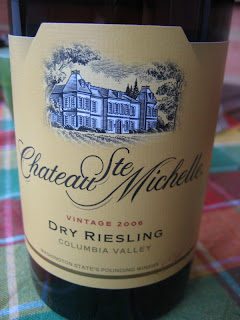 Chateau Ste Michelle
VINTAGE 2006
DRY RIESLING
COLUMBIA VALLEY
WASHINGTON STATE'S FOUNDING WINERY